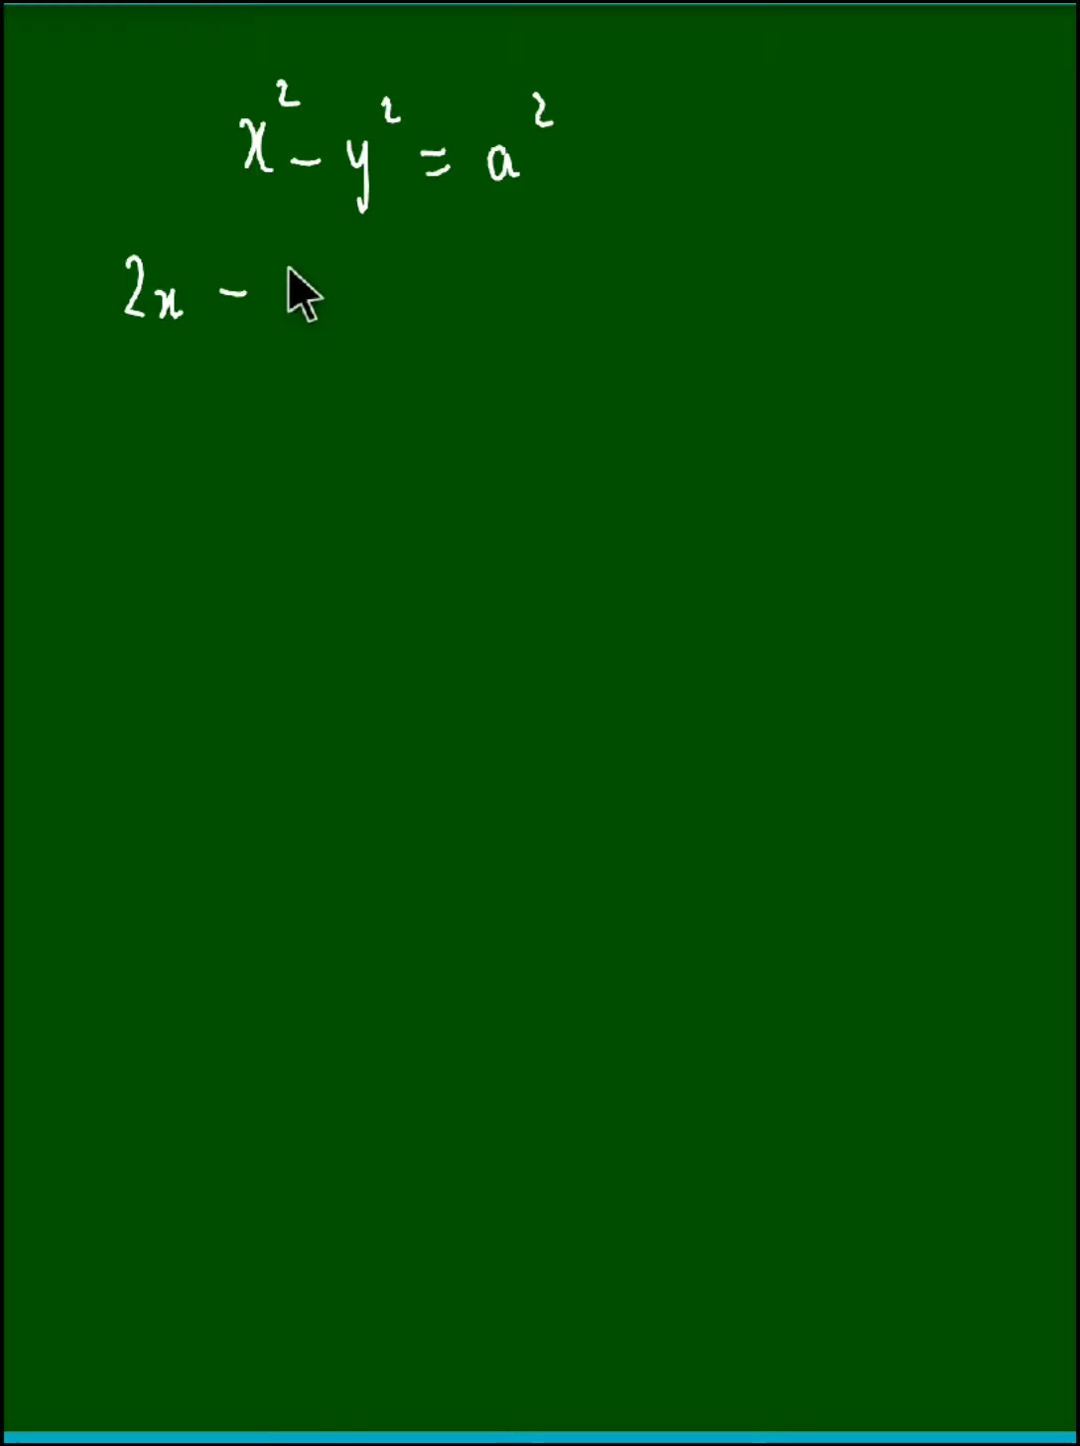 x² - y² = a²
2x -